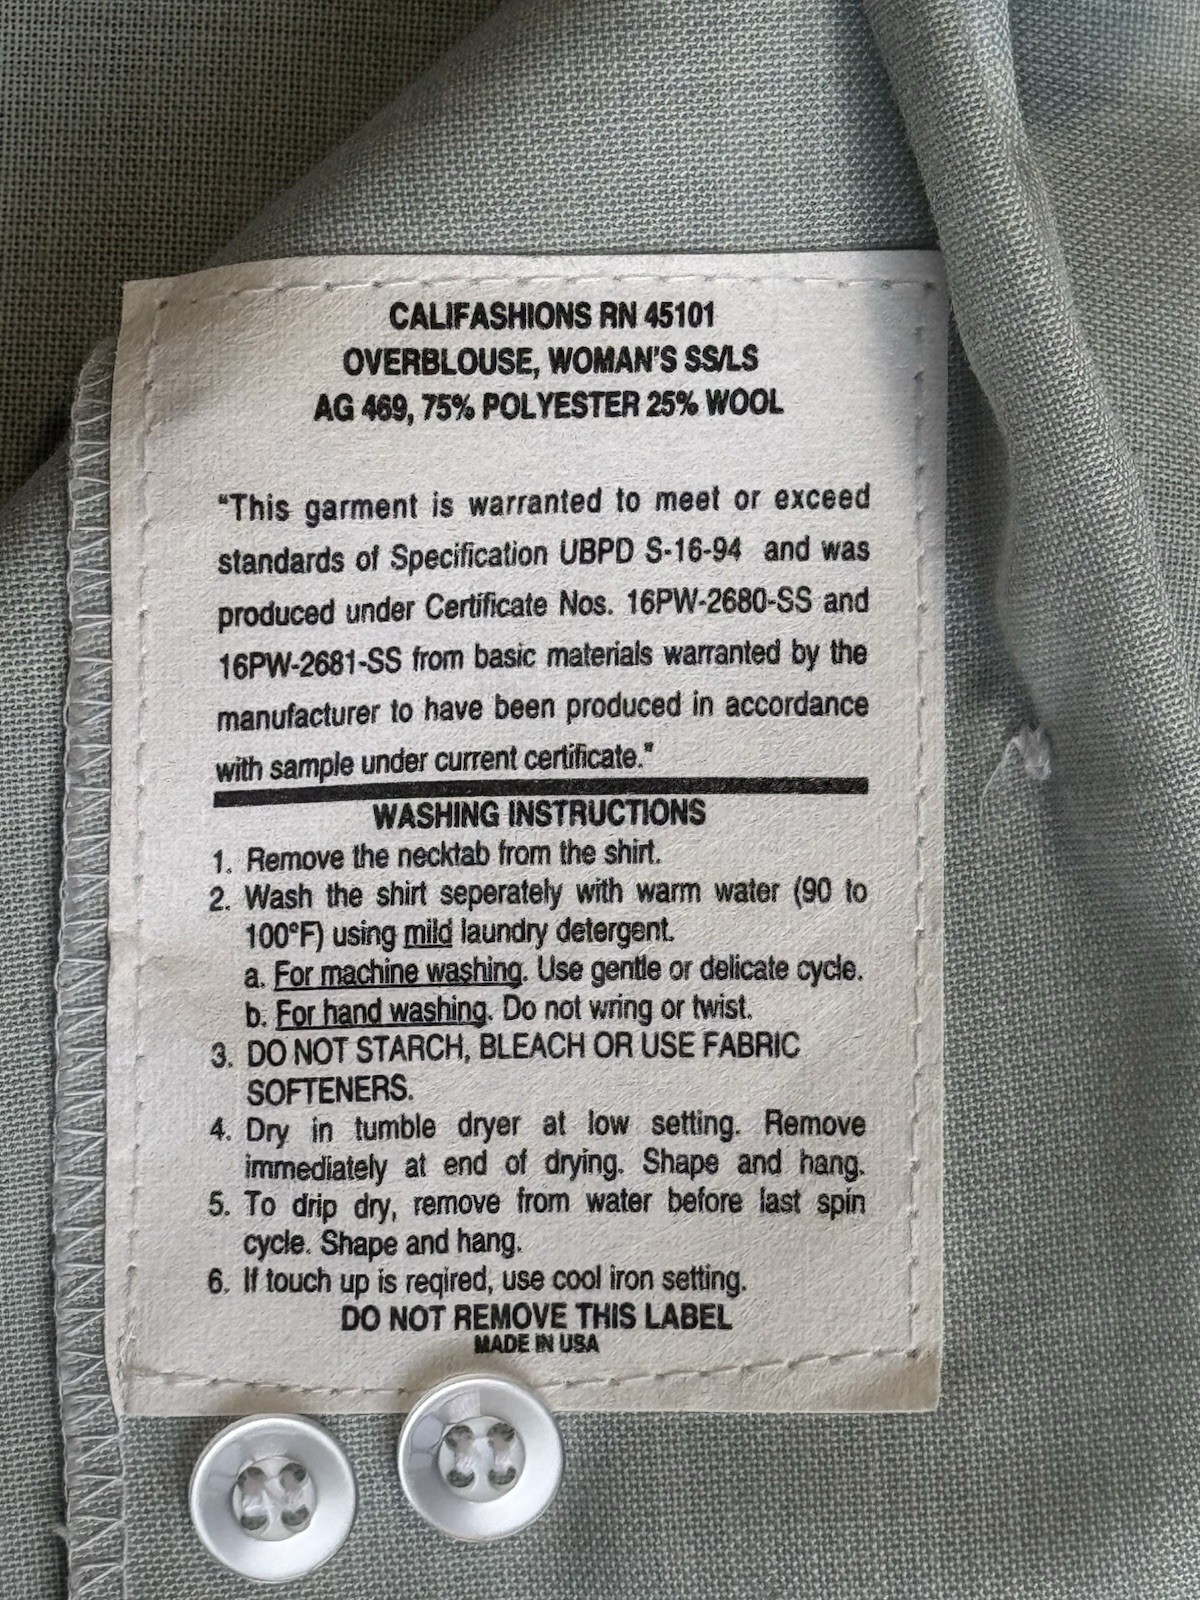 CALIFASHIONS RN 45101
OVERBLOUSE, WOMAN'S SS/LS
AG 469, 75% POLYESTER 25% WOOL
"This garment is warranted to meet or exceed
standards of Specification UBPD S-16-94 and was
produced under Certificate Nos. 16PW-2680-SS and
16PW-2681-SS from basic materials warranted by the
manufacturer to have been produced in accordance
with sample under current certificate."
WASHING INSTRUCTIONS
1. Remove the necktab from the shirt.
2. Wash the shirt seperately with warm water (90 to
100°F) using mild laundry detergent.
a. For machine washing. Use gentle or delicate cycle.
b. For hand washing. Do not wring or twist.
3. DO NOT STARCH, BLEACH OR USE FABRIC
SOFTENERS.
4. Dry in tumble dryer at low setting. Remove
immediately at end of drying. Shape and hang.
5. To drip dry, remove from water before last spin
cycle. Shape and hang.
6. If touch up is reqired, use cool iron setting.
DO NOT REMOVE THIS LABEL
MADE IN USA